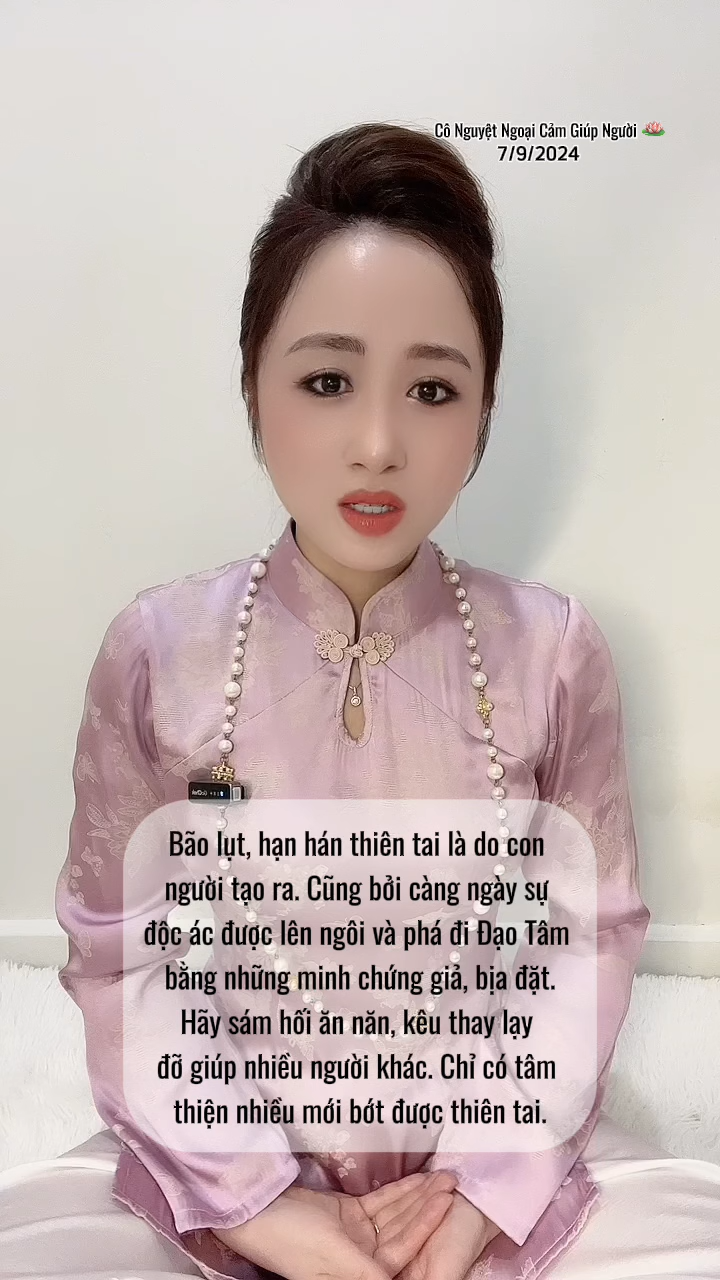 Cô Nguyệt Ngoại Cảm Giúp Người
7/9/2024
Bão lụt, hạn hán thiên tai là do con
người tạo ra. Cũng bởi càng ngày sự
độc ác được lên ngôi và phá đi Đạo Tâm
bằng những minh chứng giả, bịa đặt.
Hãy sám hối ăn năn, kêu thay lạy
đỡ giúp nhiều người khác. Chỉ có tâm
thiện nhiều mới bớt được thiên tai.